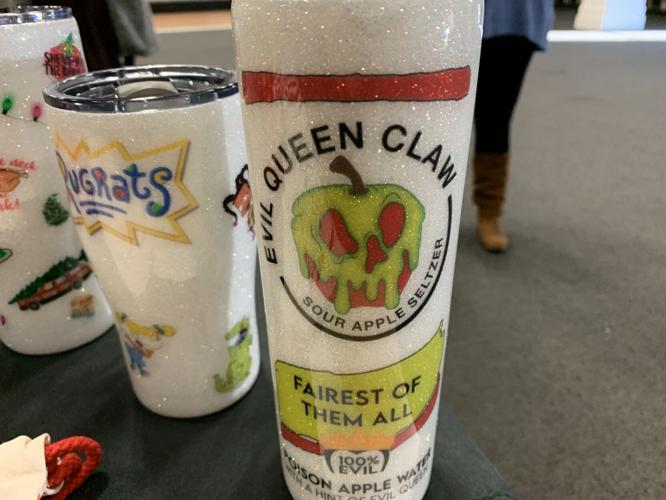 RUGRATS
EVIL QUEEN CLAW
SOUR APPLE SELTZER
FAIREST OF
THEM ALL
100%
EVIL
POISON APPLE WATER
WITH A HINT OF EVIL QUEEN